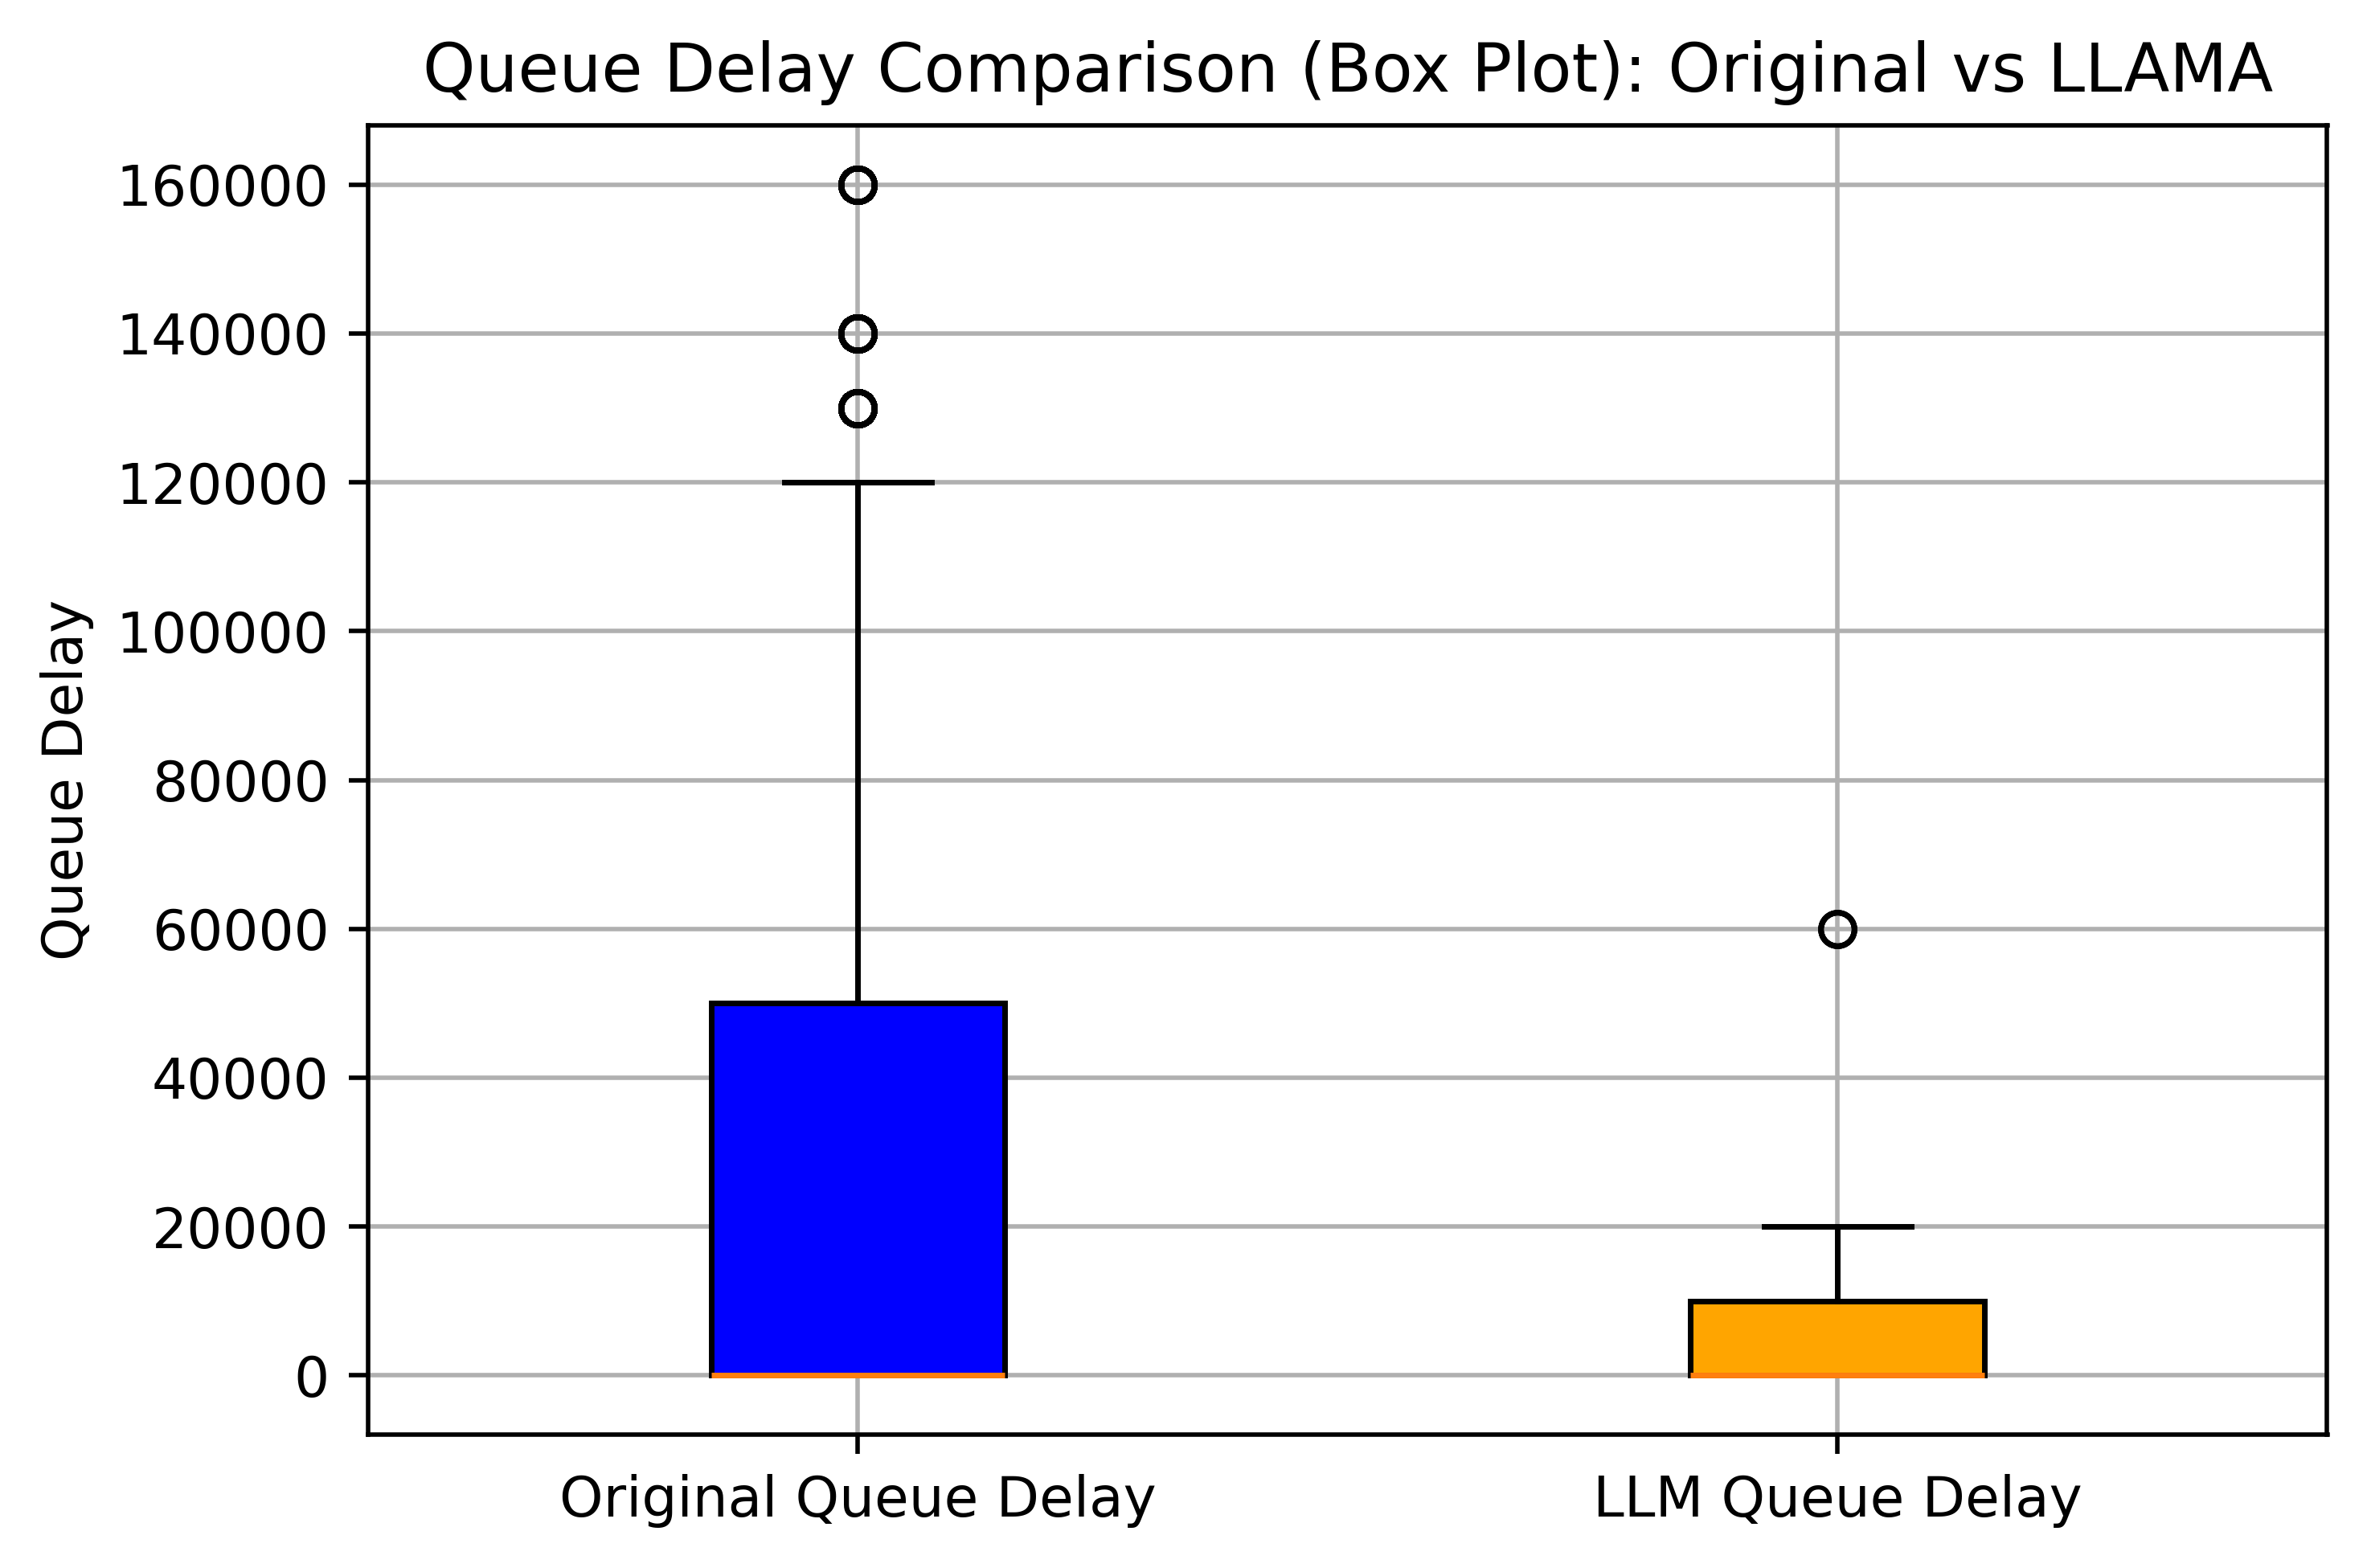 Queue Delay Comparison (Box Plot): Original vs LLAMA
160000
140000
120000
100000
80000
60000
40000
20000
0
Queue Delay
Original Queue Delay
LLM Queue Delay